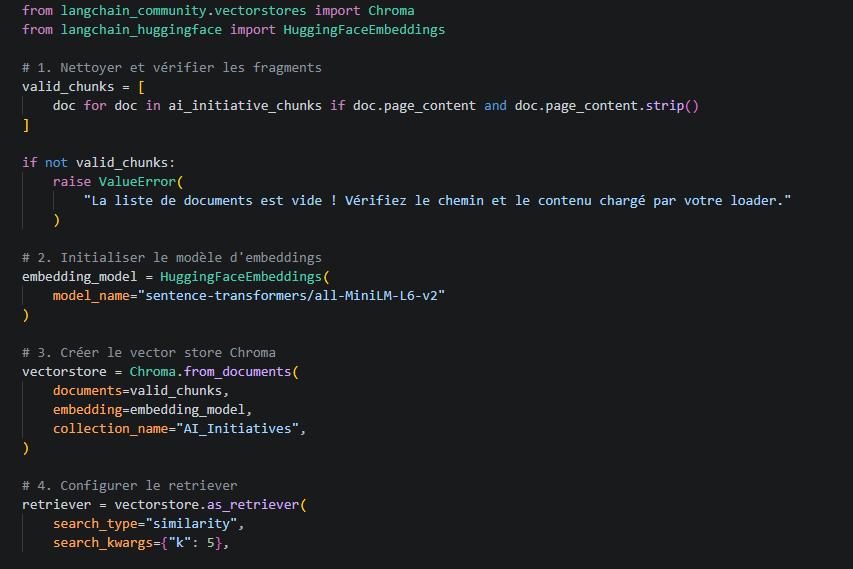 from langchain_community.vectorstores import Chroma
from langchain_huggingface import HuggingFaceEmbeddings
# 1. Nettoyer et vérifier les fragments
valid_chunks = [
    doc for doc in ai_initiative_chunks if doc.page_content and doc.page_content.strip()
]
if not valid_chunks:
    raise ValueError(
        "La liste de documents est vide ! Vérifiez le chemin et le contenu chargé par votre loader."
    )
# 2. Initialiser le modèle d'embeddings
embedding_model = HuggingFaceEmbeddings(
    model_name="sentence-transformers/all-MiniLM-L6-v2"
)
# 3. Créer le vector store Chroma
vectorstore = Chroma.from_documents(
    documents=valid_chunks,
    embedding=embedding_model,
    collection_name="AI_Initiatives",
)
# 4. Configurer le retriever
retriever = vectorstore.as_retriever(
    search_type="similarity",
    search_kwargs={"k": 5},